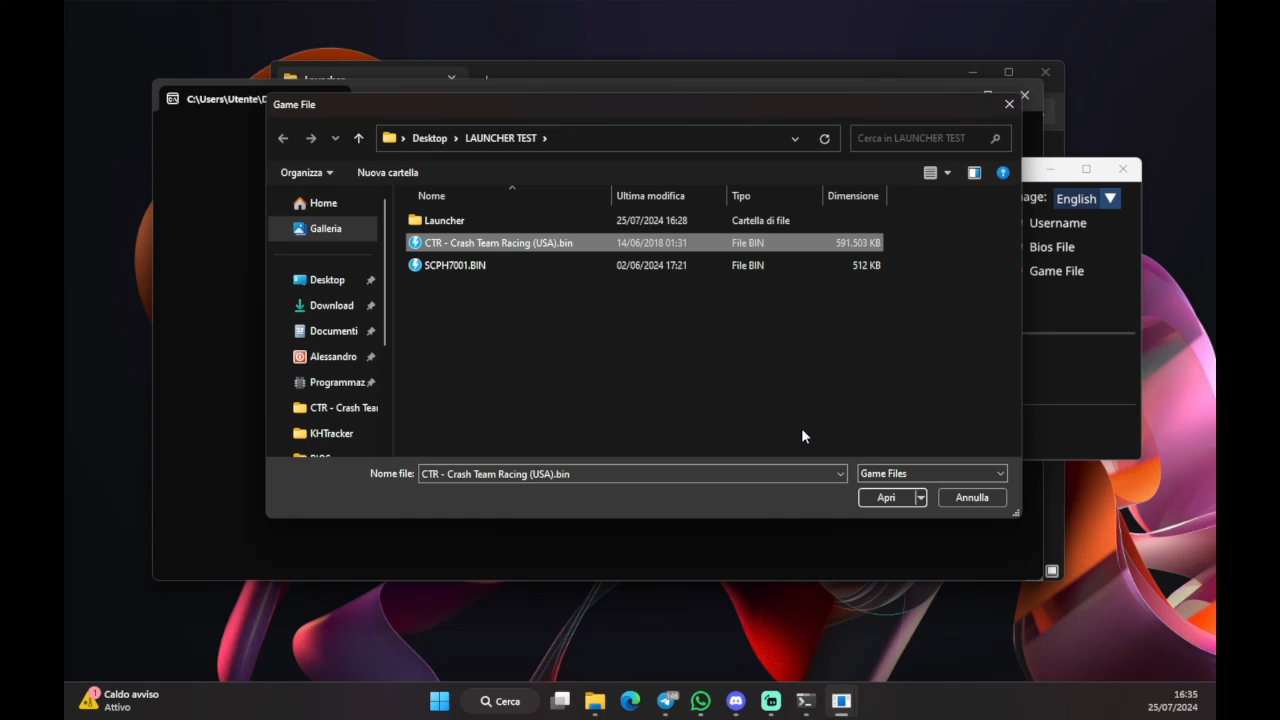 C:\Users\Utente\D
Game File
Desktop > LAUNCHER TEST >
Cerca in LAUNCHER TEST
Organizza
Nuova cartella
Nome Ultima modifica Tipo Dimensione
Launcher 25/07/2024 16:28 Cartella di file
CTR - Crash Team Racing (USA).bin 14/06/2018 01:31 File BIN 591.503 KB
SCPH7001.BIN 02/06/2024 17:21 File BIN 512 KB
Home
Galleria
Desktop
Download
Documenti
Alessandro
Programmaz
CTR - Crash Tea
KHTracker
Nome file: CTR - Crash Team Racing (USA).bin
Game Files
Apri
Annulla
age: English
Username
Bios File
Game File
1
Caldo avviso
Attivo
Cerca
16:35
25/07/2024